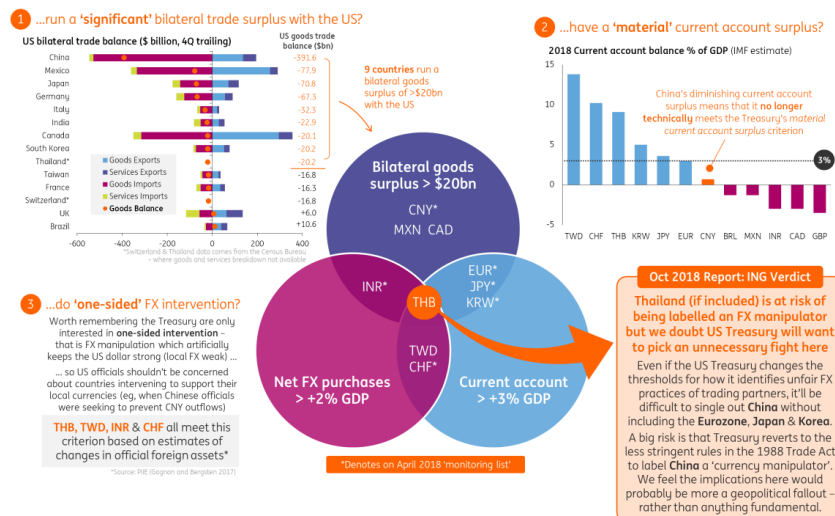 1 ...run a 'significant' bilateral trade surplus with the US?
US bilateral trade balance ($ billion, 4Q trailing)
US goods trade
balance ($bn)
China -391.6
Mexico -77.9
Japan -70.8
Germany -67.3
Italy -32.3
India -22.9
Canada -20.1
South Korea -20.2
Thailand* -20.2
Taiwan -16.8
France -16.3
Switzerland* -16.8
UK +6.0
Brazil +10.6
Goods Exports
Services Exports
Goods Imports
Services Imports
Goods Balance
-600 -400 -200 0 200 400
*Switzerland & Thailand data comes from the Census Bureau
– where goods and services breakdown not available
9 countries run a
bilateral goods
surplus of >$20bn
with the US
2 ...have a 'material' current account surplus?
2018 Current account balance % of GDP (IMF estimate)
15
10
5
0
-5
China's diminishing current account
surplus means that it no longer
technically meets the Treasury's material
current account surplus criterion
3%
TWD CHF THB KRW JPY EUR CNY BRL MXN INR CAD GBP
Bilateral goods
surplus > $20bn
CNY*
MXN CAD
INR*
EUR*
JPY*
KRW*
THB
TWD
CHF*
Net FX purchases
> +2% GDP
Current account
> +3% GDP
*Denotes on April 2018 'monitoring list'
3 ...do 'one-sided' FX intervention?
Worth remembering the Treasury are only
interested in one-sided intervention –
that is FX manipulation which artificially
keeps the US dollar strong (local FX weak) ...
... so US officials shouldn't be concerned
about countries intervening to support their
local currencies (eg, when Chinese officials
were seeking to prevent CNY outflows)
THB, TWD, INR & CHF all meet this
criterion based on estimates of
changes in official foreign assets*
*Source: PIIE (Gagnon and Bergsten 2017)
Oct 2018 Report: ING Verdict
Thailand (if included) is at risk of
being labelled an FX manipulator
but we doubt US Treasury will want
to pick an unnecessary fight here
Even if the US Treasury changes the
thresholds for how it identifies unfair FX
practices of trading partners, it'll be
difficult to single out China without
including the Eurozone, Japan & Korea.
A big risk is that Treasury reverts to the
less stringent rules in the 1988 Trade Act
to label China a 'currency manipulator'.
We feel the implications here would
probably be more a geopolitical fallout –
rather than anything fundamental.